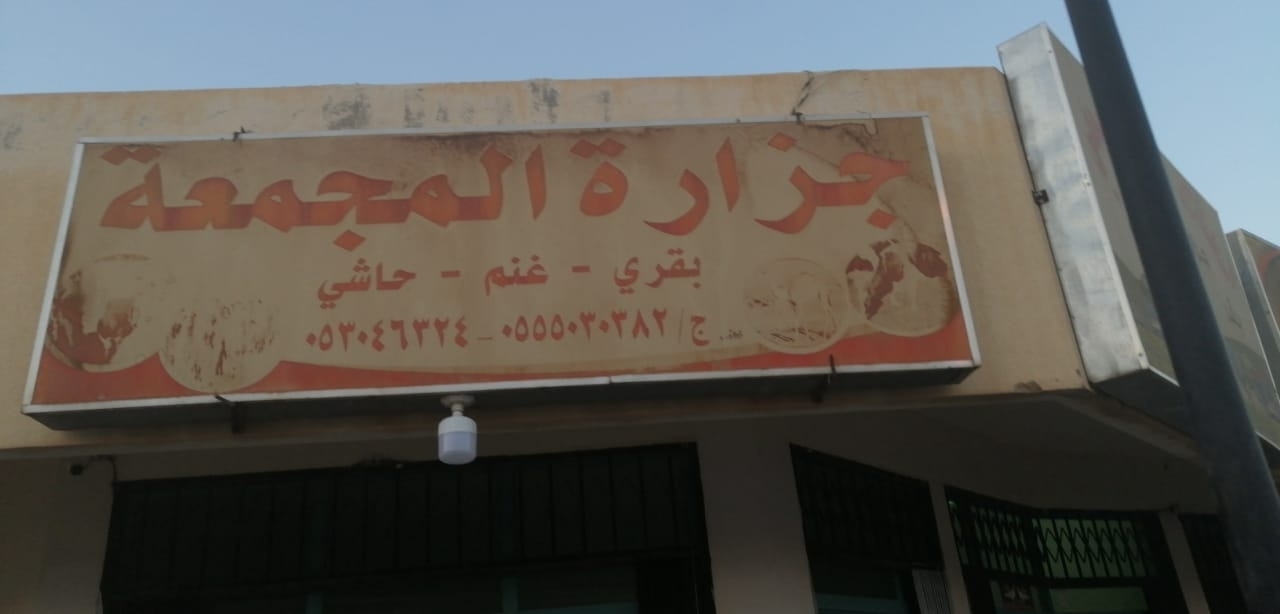 جزارة المجمعة
بقري - غنم - حاشي
ج/ ٠٥٥٥٠٣٠٣٨٢ - ٠٥٣٠٤٦٣٢٤